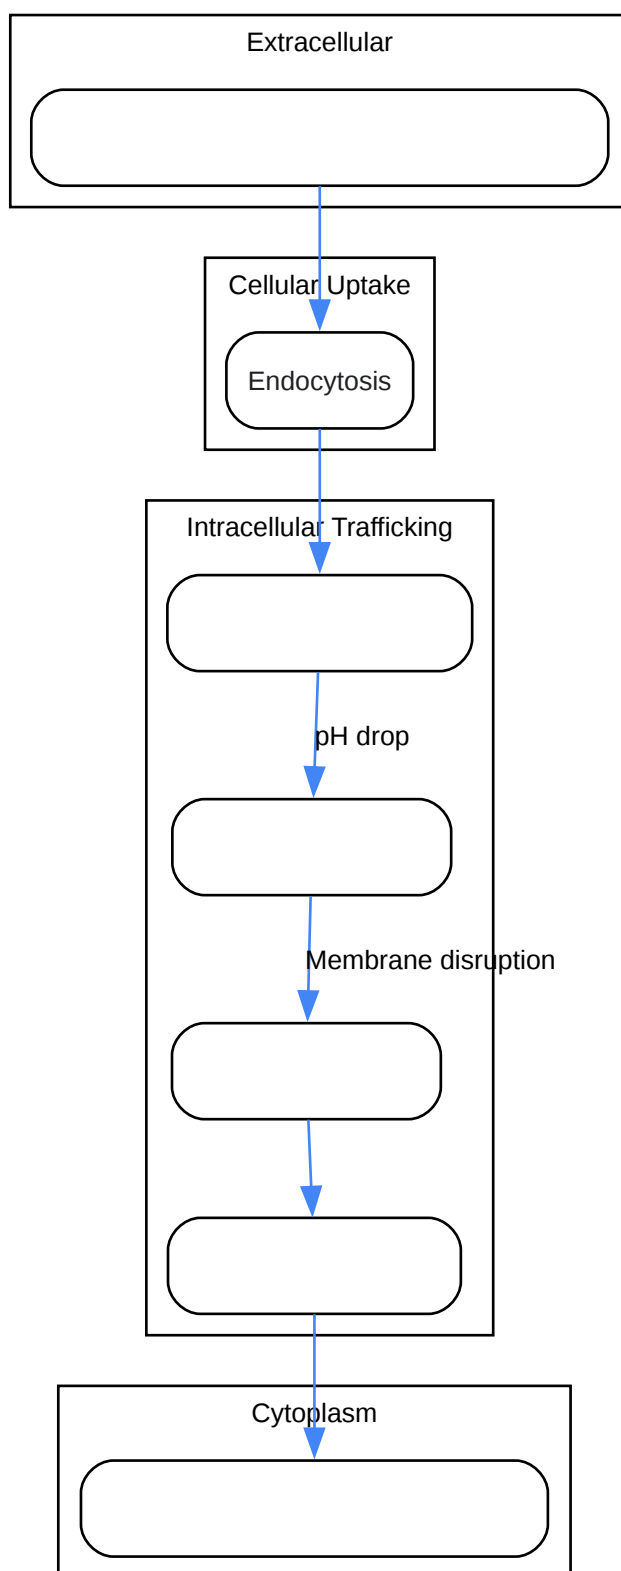 Extracellular
Cellular Uptake
Endocytosis
Intracellular Trafficking
pH drop
Membrane disruption
Cytoplasm